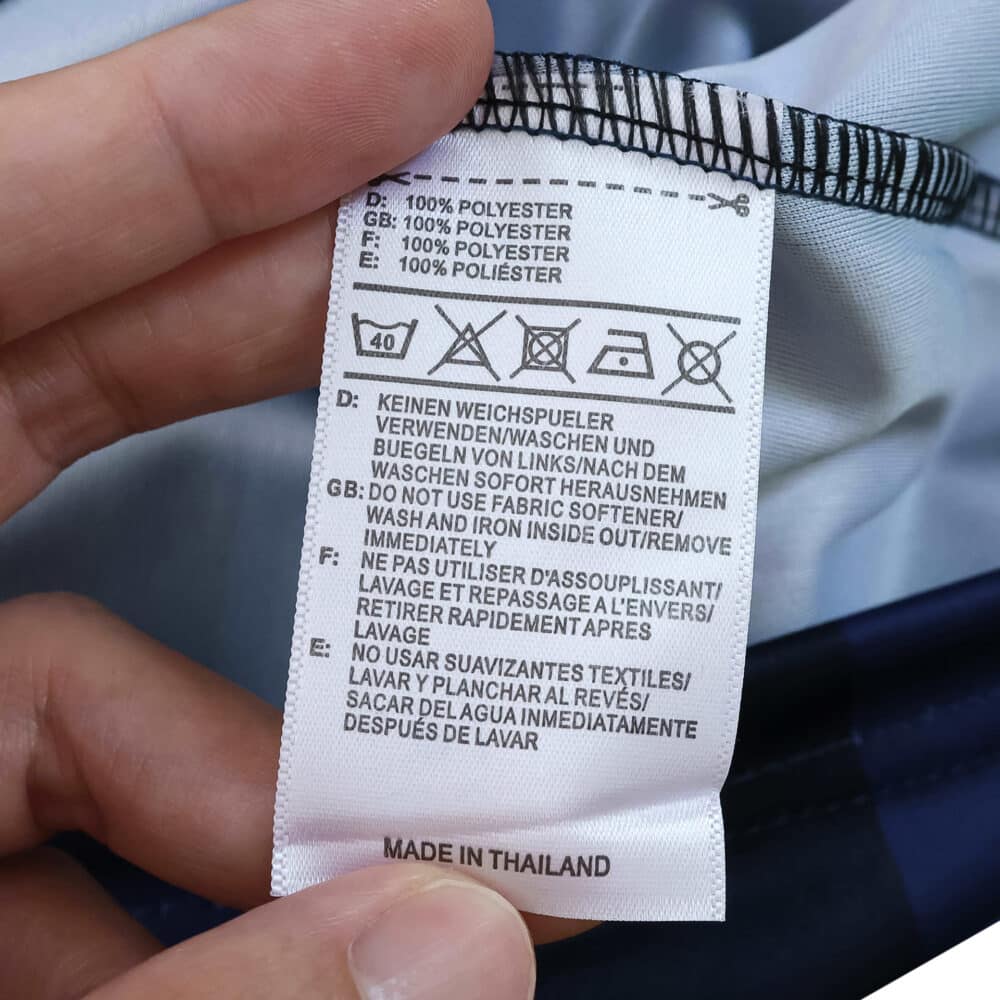 D: 100% POLYESTER
GB: 100% POLYESTER
F: 100% POLYESTER
E: 100% POLIÉSTER
40
D: KEINEN WEICHSPUELER
VERWENDEN/WASCHEN UND
BUEGELN VON LINKS/NACH DEM
WASCHEN SOFORT HERAUSNEHMEN
GB: DO NOT USE FABRIC SOFTENER/
WASH AND IRON INSIDE OUT/REMOVE
IMMEDIATELY
F: NE PAS UTILISER D'ASSOUPLISSANT/
LAVAGE ET REPASSAGE A L'ENVERS/
RETIRER RAPIDEMENT APRES
LAVAGE
E: NO USAR SUAVIZANTES TEXTILES/
LAVAR Y PLANCHAR AL REVÉS/
SACAR DEL AGUA INMEDIATAMENTE
DESPUÉS DE LAVAR
MADE IN THAILAND